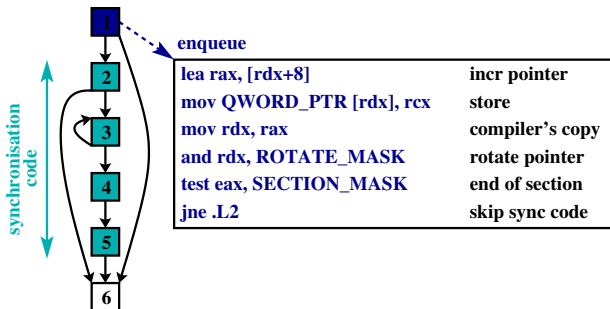 1
enqueue
2
3
4
5
6
synchronisation
code
lea rax, [rdx+8] incr pointer
mov QWORD_PTR [rdx], rcx store
mov rdx, rax compiler's copy
and rdx, ROTATE_MASK rotate pointer
test eax, SECTION_MASK end of section
jne .L2 skip sync code